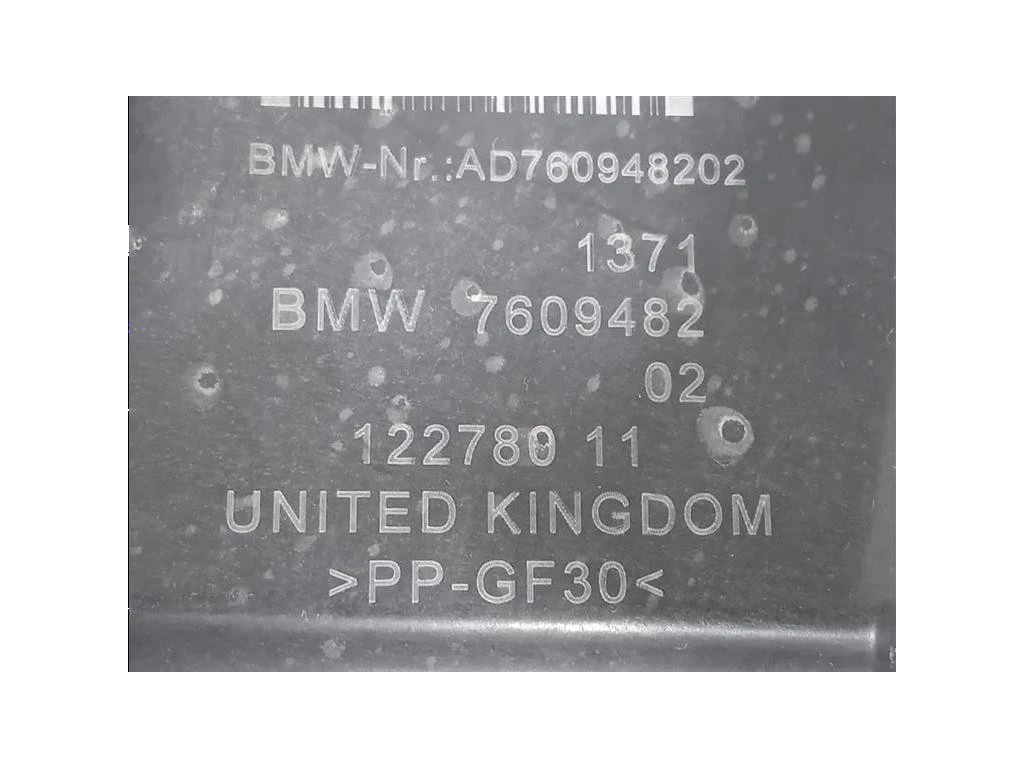 BMW-Nr.:AD760948202
1371
BMW 7609482
02
122780 11
UNITED KINGDOM
>PP-GF30<